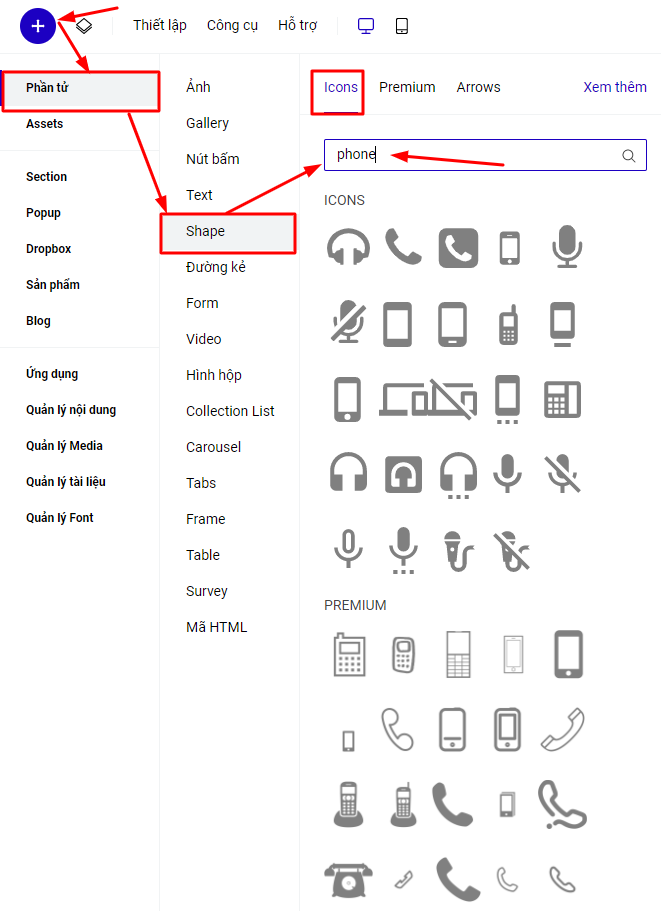 Thiết lập Công cụ Hỗ trợ
Phần tử
Assets
Section
Popup
Dropbox
Sản phẩm
Blog
Ứng dụng
Quản lý nội dung
Quản lý Media
Quản lý tài liệu
Quản lý Font
Ảnh
Gallery
Nút bấm
Text
Shape
Đường kẻ
Form
Video
Hình hộp
Collection List
Carousel
Tabs
Frame
Table
Survey
Mã HTML
Icons Premium Arrows Xem thêm
phone
ICONS
PREMIUM